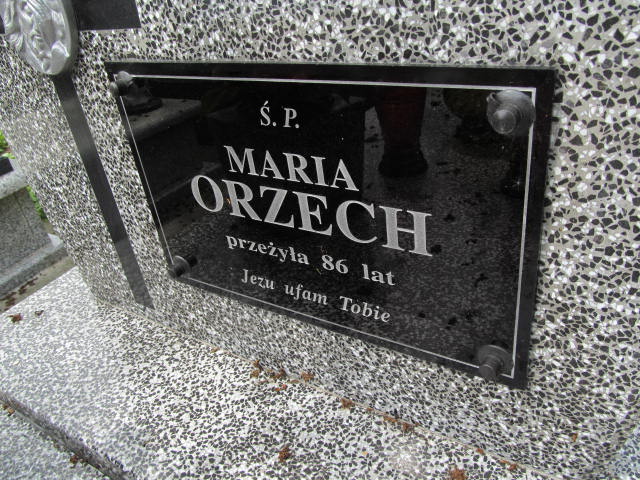 Ś. P.
MARIA
ORZECH
przeżyła 86 lat
Jezu ufam Tobie